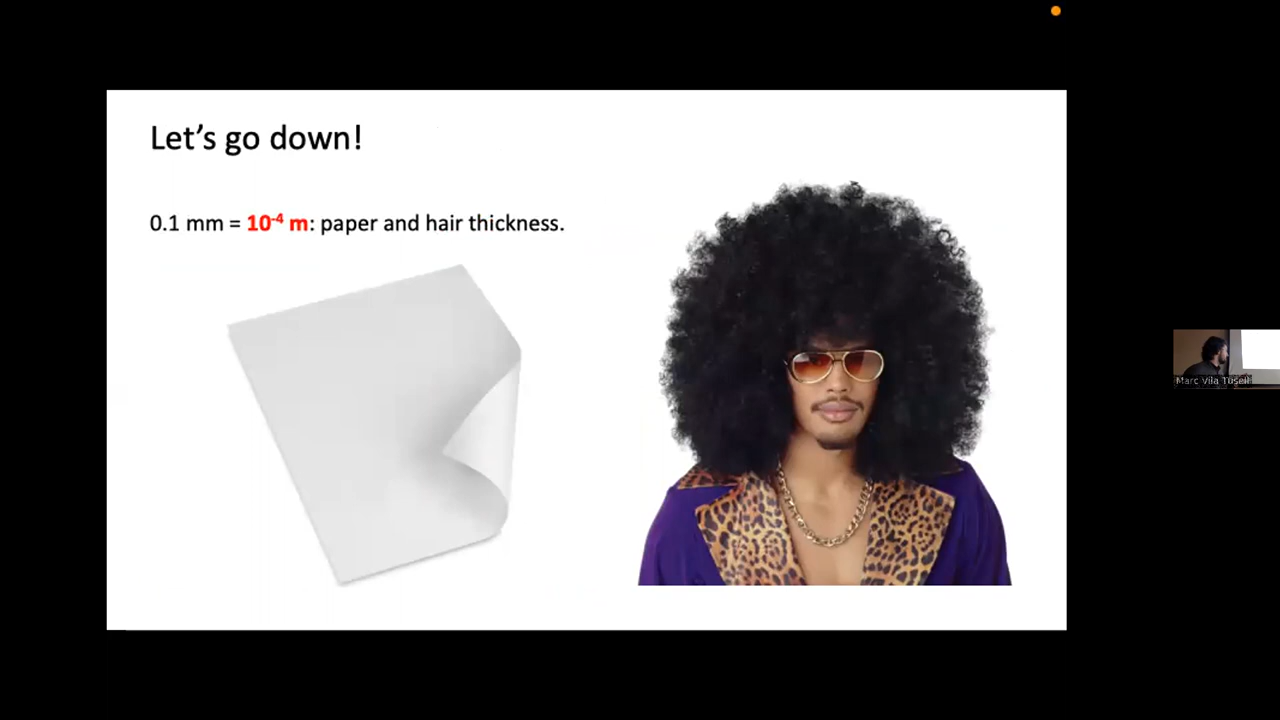 Let's go down!
0.1 mm = 10⁻⁴ m: paper and hair thickness.
Marc Vila Tusell